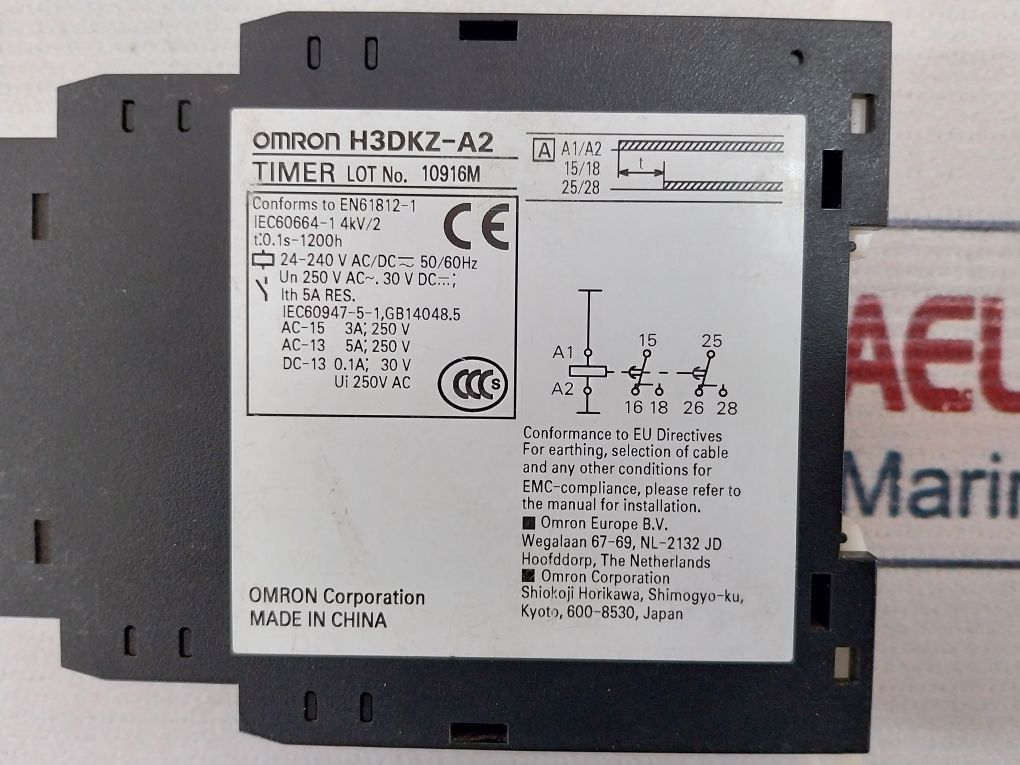 omron H3DKZ-A2
TIMER LOT No. 10916M
Conforms to EN61812-1
IEC60664-1 4kV/2
t:0.1s-1200h
24-240 V AC/DC⎓ 50/60Hz
Un 250 V AC~. 30 V DC⎓;
Ith 5A RES.
IEC60947-5-1,GB14048.5
AC-15 3A; 250 V
AC-13 5A; 250 V
DC-13 0.1A; 30 V
Ui 250V AC
CE
CCC S
OMRON Corporation
MADE IN CHINA
A A1/A2
15/18 t
25/28
15 25
A1
A2
16 18 26 28
Conformance to EU Directives
For earthing, selection of cable
and any other conditions for
EMC-compliance, please refer to
the manual for installation.
■ Omron Europe B.V.
Wegalaan 67-69, NL-2132 JD
Hoofddorp, The Netherlands
■ Omron Corporation
Shiokoji Horikawa, Shimogyo-ku,
Kyoto, 600-8530, Japan
AEL
Marin